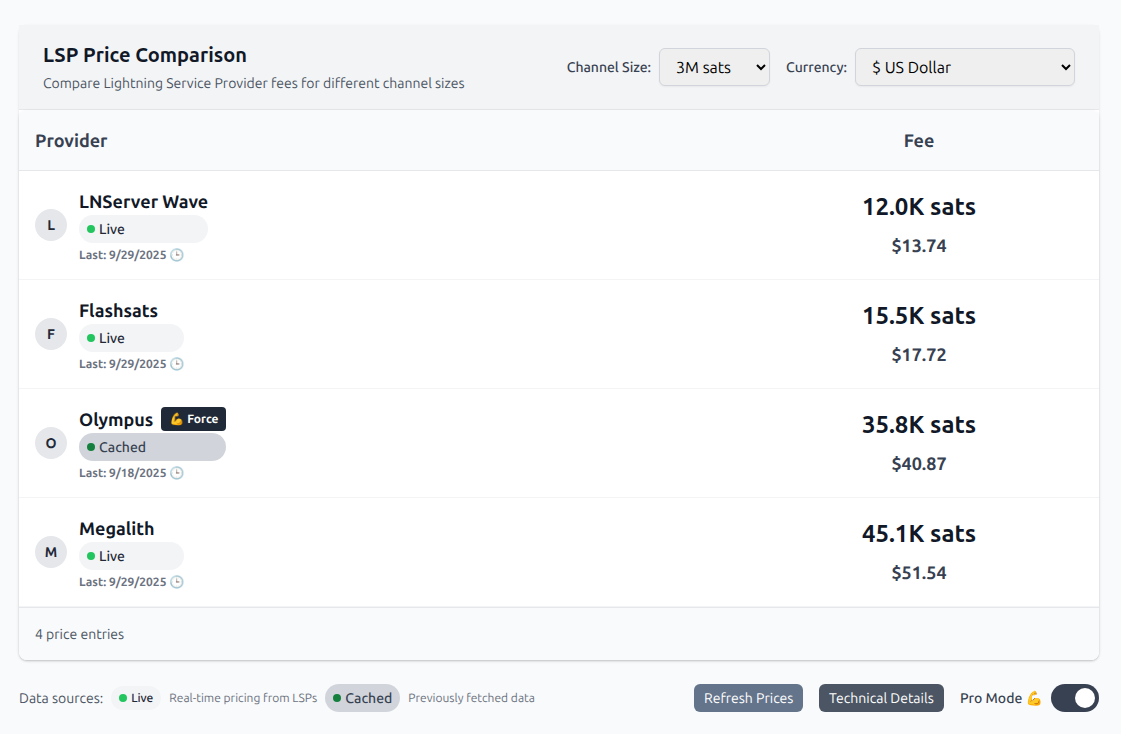 LSP Price Comparison
Compare Lightning Service Provider fees for different channel sizes
Channel Size: 3M sats Currency: $ US Dollar
Provider Fee
L LNServer Wave 12.0K sats
Live $13.74
Last: 9/29/2025 🕒
F Flashsats 15.5K sats
Live $17.72
Last: 9/29/2025 🕒
O Olympus 💪 Force 35.8K sats
Cached $40.87
Last: 9/18/2025 🕒
M Megalith 45.1K sats
Live $51.54
Last: 9/29/2025 🕒
4 price entries
Data sources: Live Real-time pricing from LSPs Cached Previously fetched data Refresh Prices Technical Details Pro Mode 💪